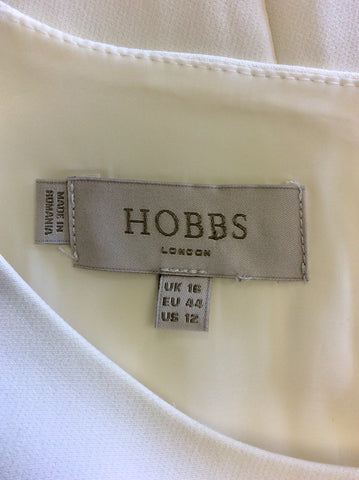 HOBBS
LONDON
MADE IN
ROMANIA
UK 16
EU 44
US 12